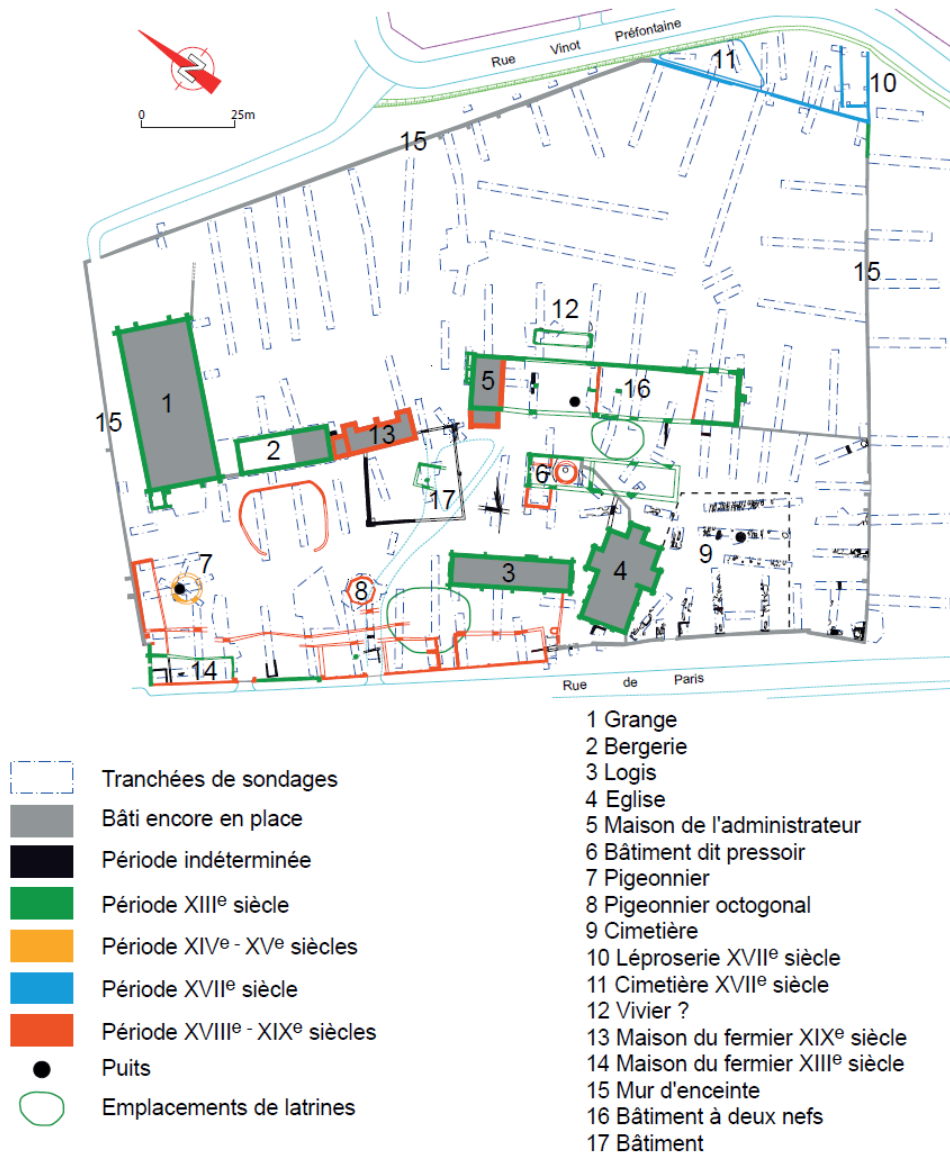 Rue Vinot Préfontaine
11
10
N
0 25m
15
15
12
5
16
1
15
13
2
6
17
9
7
3
4
8
14
Rue de Paris
Tranchées de sondages
Bâti encore en place
Période indéterminée
Période XIIIe siècle
Période XIVe - XVe siècles
Période XVIIe siècle
Période XVIIIe - XIXe siècles
Puits
Emplacements de latrines
1 Grange
2 Bergerie
3 Logis
4 Eglise
5 Maison de l'administrateur
6 Bâtiment dit pressoir
7 Pigeonnier
8 Pigeonnier octogonal
9 Cimetière
10 Léproserie XVIIe siècle
11 Cimetière XVIIe siècle
12 Vivier ?
13 Maison du fermier XIXe siècle
14 Maison du fermier XIIIe siècle
15 Mur d'enceinte
16 Bâtiment à deux nefs
17 Bâtiment